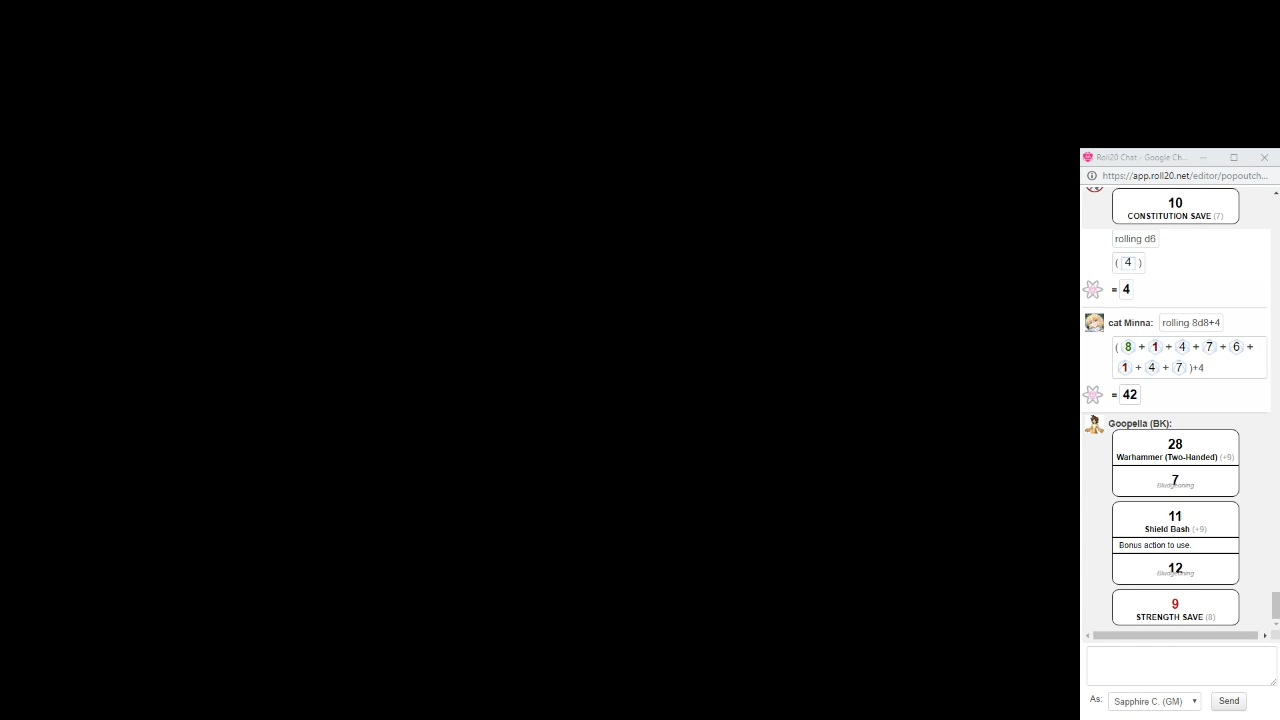 Roll20 Chat - Google Ch...
https://app.roll20.net/editor/popoutch...
10
CONSTITUTION SAVE (7)
rolling d6
( 4 )
= 4
cat Minna: rolling 8d8+4
( 8 + 1 + 4 + 7 + 6 +
1 + 4 + 7 )+4
= 42
Goopella (BK):
28
Warhammer (Two-Handed) (+9)
7
Bludgeoning
11
Shield Bash (+9)
Bonus action to use.
12
Bludgeoning
9
STRENGTH SAVE (8)
As: Sapphire C. (GM) Send